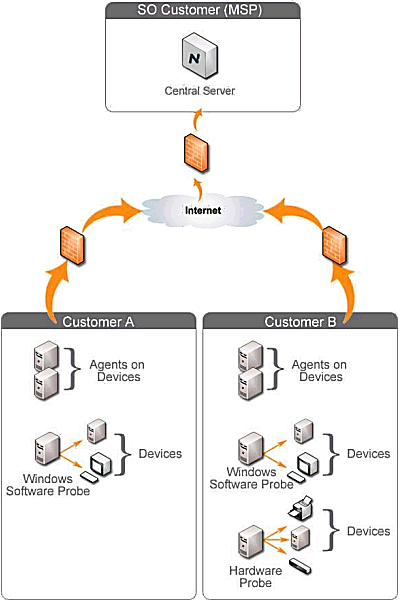 SO Customer (MSP)
N
Central Server
Internet
Customer A
Agents on
Devices
Devices
Windows
Software Probe
Customer B
Agents on
Devices
Devices
Windows
Software Probe
Devices
Hardware
Probe